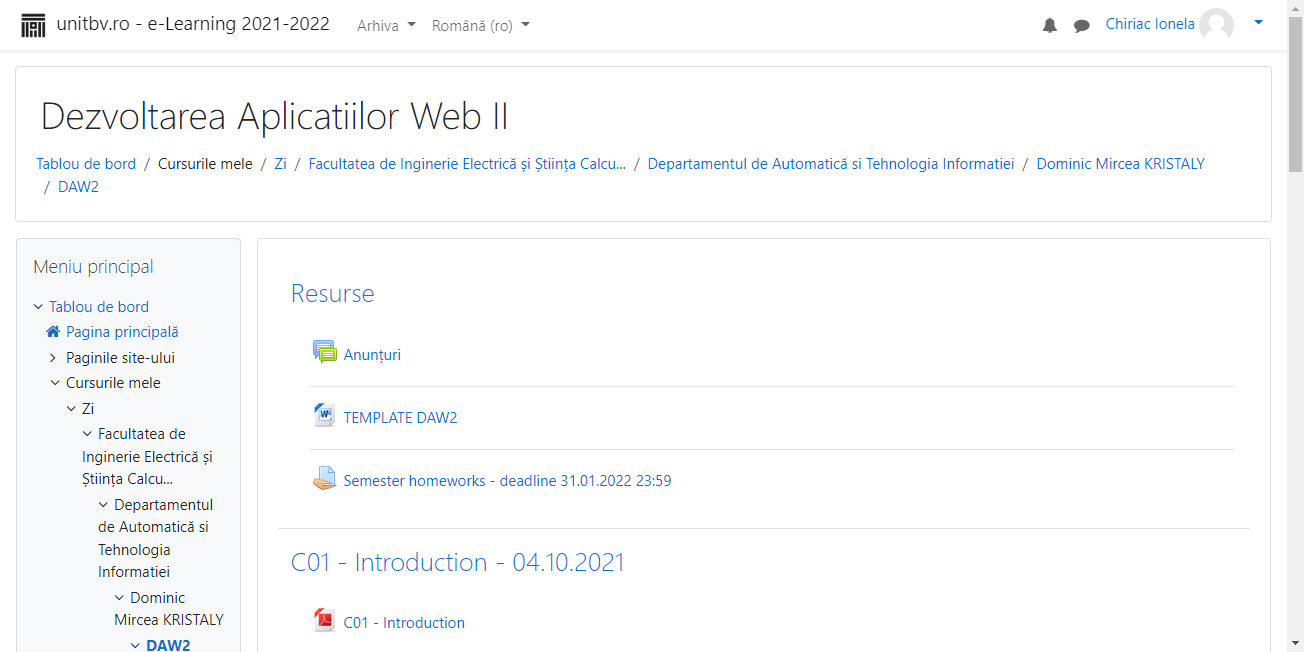 unitbv.ro - e-Learning 2021-2022 Arhiva Română (ro) Chiriac Ionela
Dezvoltarea Aplicatiilor Web II
Tablou de bord / Cursurile mele / Zi / Facultatea de Inginerie Electrică și Știința Calcu... / Departamentul de Automatică si Tehnologia Informatiei / Dominic Mircea KRISTALY
/ DAW2
Meniu principal
Tablou de bord
Pagina principală
Paginile site-ului
Cursurile mele
Zi
Facultatea de
Inginerie Electrică și
Știința Calcu...
Departamentul
de Automatică si
Tehnologia
Informatiei
Dominic
Mircea KRISTALY
DAW2
Resurse
Anunțuri
TEMPLATE DAW2
Semester homeworks - deadline 31.01.2022 23:59
C01 - Introduction - 04.10.2021
C01 - Introduction